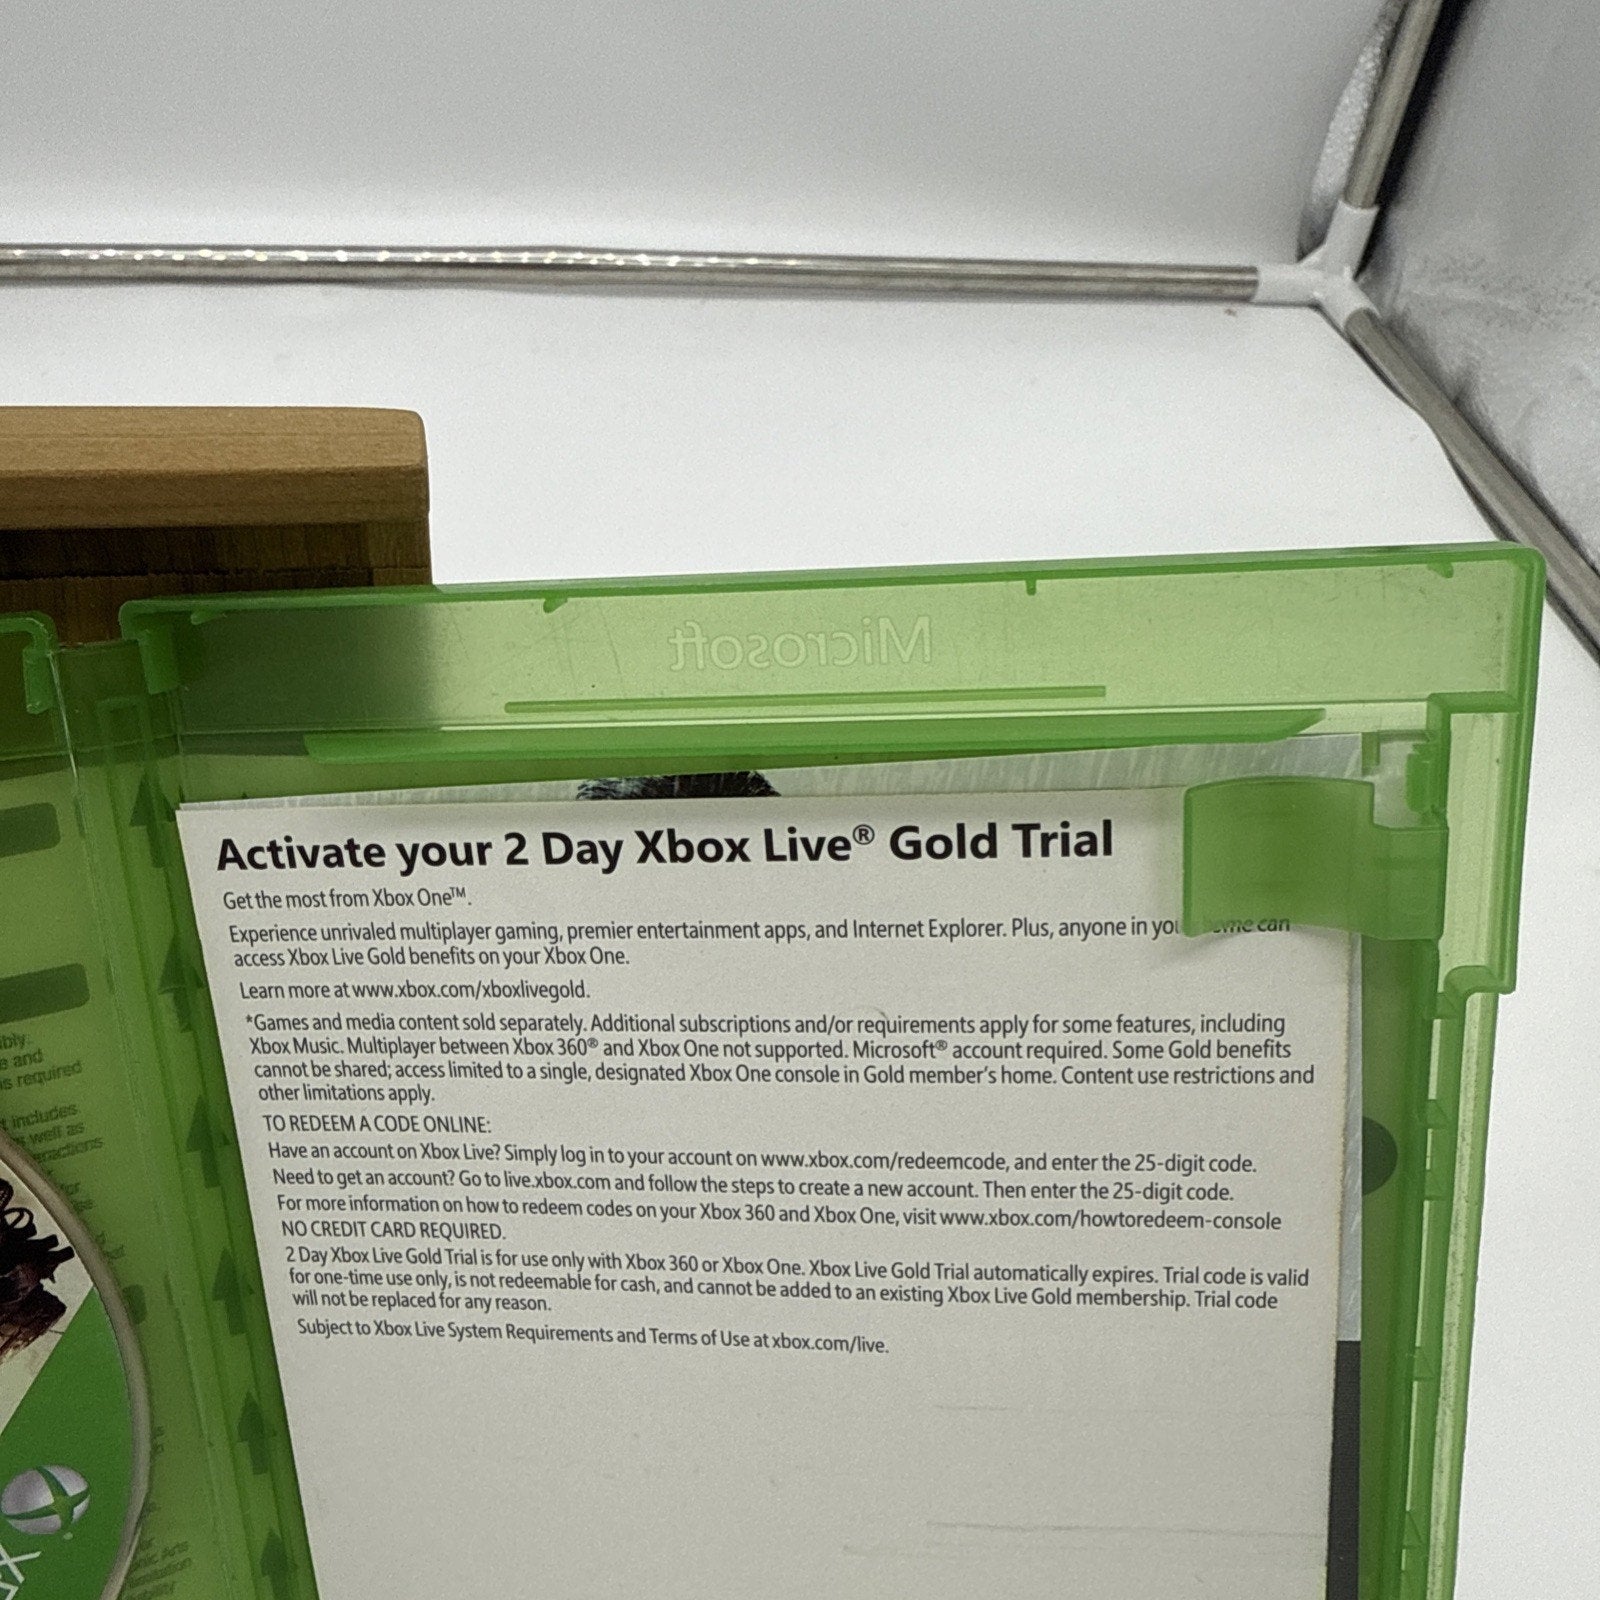 Microsoft
Activate your 2 Day Xbox Live® Gold Trial
Get the most from Xbox One™.
Experience unrivaled multiplayer gaming, premier entertainment apps, and Internet Explorer. Plus, anyone in your home can
access Xbox Live Gold benefits on your Xbox One.
Learn more at www.xbox.com/xboxlivegold.
*Games and media content sold separately. Additional subscriptions and/or requirements apply for some features, including
Xbox Music. Multiplayer between Xbox 360® and Xbox One not supported. Microsoft® account required. Some Gold benefits
cannot be shared; access limited to a single, designated Xbox One console in Gold member's home. Content use restrictions and
other limitations apply.
TO REDEEM A CODE ONLINE:
Have an account on Xbox Live? Simply log in to your account on www.xbox.com/redeemcode, and enter the 25-digit code.
Need to get an account? Go to live.xbox.com and follow the steps to create a new account. Then enter the 25-digit code.
For more information on how to redeem codes on your Xbox 360 and Xbox One, visit www.xbox.com/howtoredeem-console
NO CREDIT CARD REQUIRED.
2 Day Xbox Live Gold Trial is for use only with Xbox 360 or Xbox One. Xbox Live Gold Trial automatically expires. Trial code is valid
for one-time use only, is not redeemable for cash, and cannot be added to an existing Xbox Live Gold membership. Trial code
will not be replaced for any reason.
Subject to Xbox Live System Requirements and Terms of Use at xbox.com/live.
and
required
includes
well as